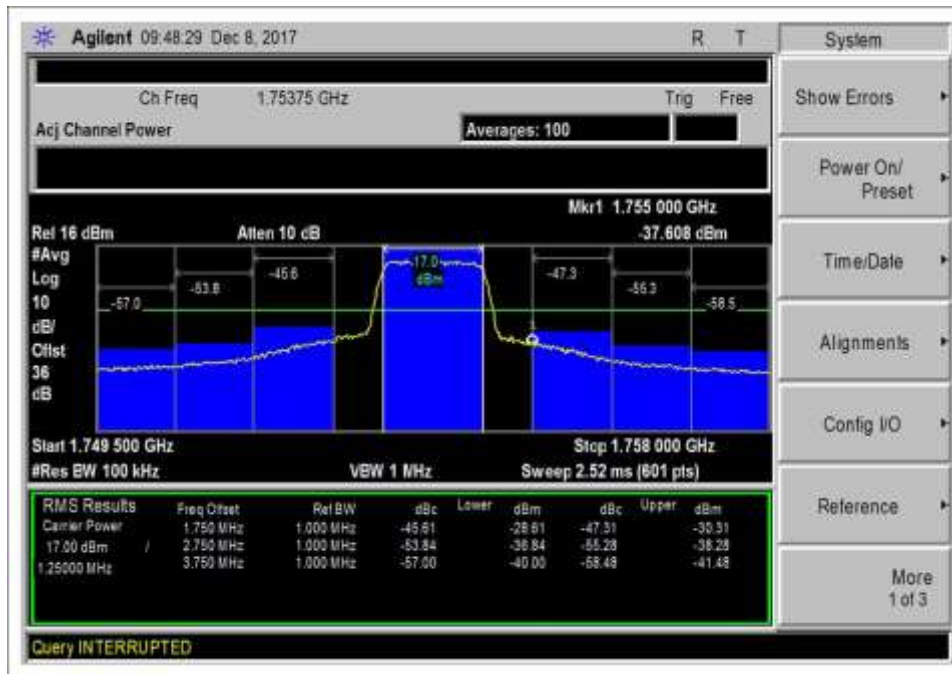 Agilent 09:48:29 Dec 8, 2017 R T
Ch Freq 1.75375 GHz Trig Free
Acj Channel Power Averages: 100
Mkr1 1.755 000 GHz
Rel 16 dBm Atten 10 dB -37.608 dBm
#Avg
Log
10
dB/
Offst
36
dB
-57.0 -53.8 -45.6 -17.0 dBm -47.3 -55.3 -58.5
1
Start 1.749 500 GHz Stop 1.758 000 GHz
#Res BW 100 kHz VBW 1 MHz Sweep 2.52 ms (601 pts)
RMS Results Freq Offset Ref BW dBc Lower dBm dBc Upper dBm
Carrier Power 1.750 MHz 1.000 MHz -45.61 -28.61 -47.31 -30.31
17.00 dBm / 2.750 MHz 1.000 MHz -53.84 -36.84 -55.28 -38.28
1.25000 MHz 3.750 MHz 1.000 MHz -57.00 -40.00 -58.48 -41.48
Query INTERRUPTED
System
Show Errors
Power On/
Preset
Time/Date
Alignments
Config I/O
Reference
More
1 of 3